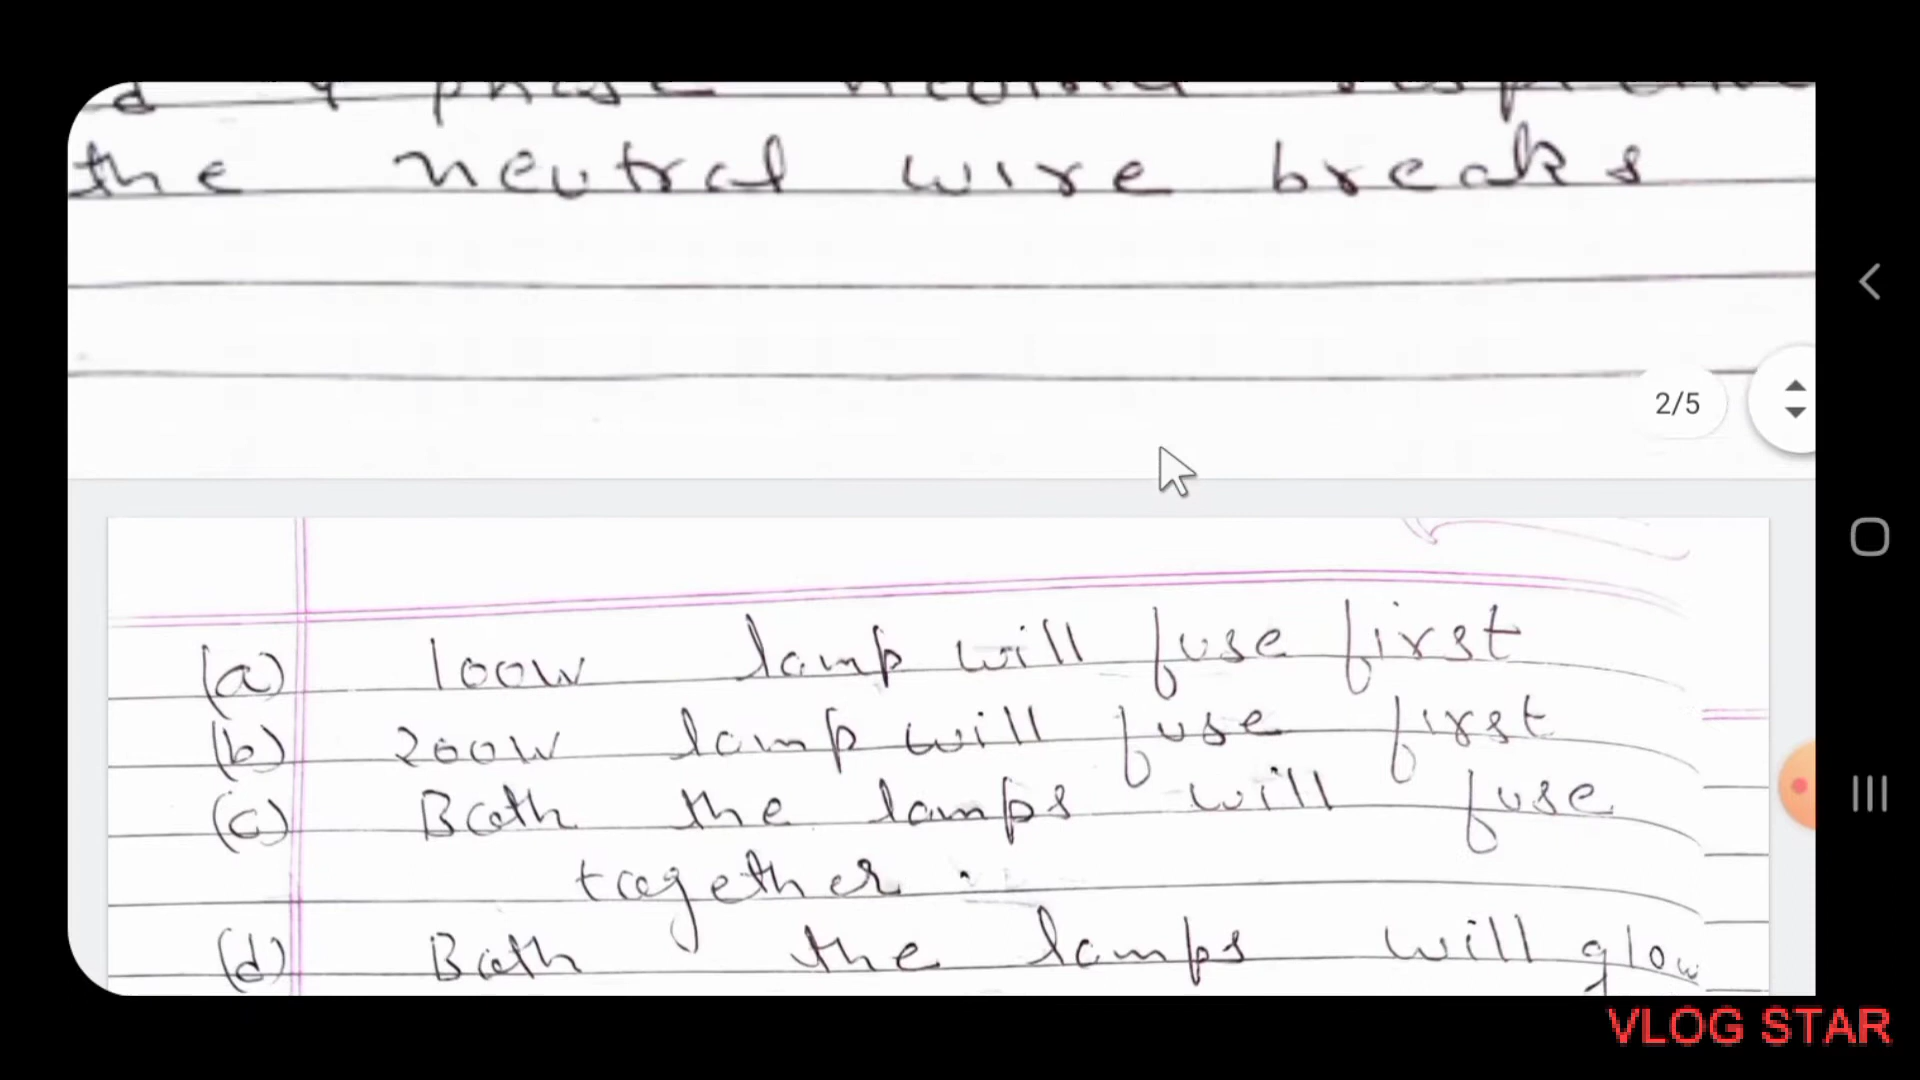 the neutral wire breaks
2/5
(a) 100W lamp will fuse first
(b) 200W lamp will fuse first
(c) Both the lamps will fuse
together.
(d) Both the lamps will glow
VLOG STAR